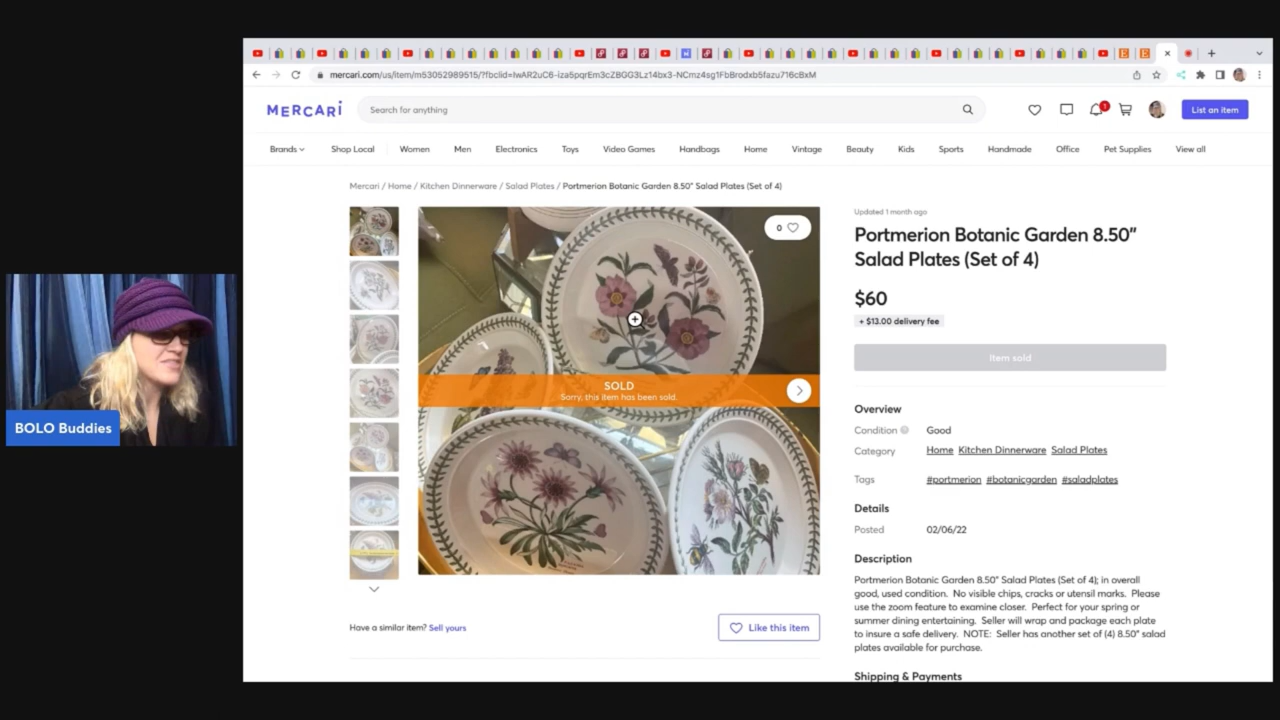 mercari.com/us/item/m53052989515/?fbclid=IwAR2uC6-iza5pqrEm3cZBGG3Lz14bx3-NCmz4sg1FbBrodxb5fazu716cBxM
MERCARI
Search for anything
1
List an item
Brands
Shop Local
Women
Men
Electronics
Toys
Video Games
Handbags
Home
Vintage
Beauty
Kids
Sports
Handmade
Office
Pet Supplies
View all
Mercari / Home / Kitchen Dinnerware / Salad Plates / Portmerion Botanic Garden 8.50" Salad Plates (Set of 4)
0
SOLD
Sorry, this item has been sold.
Have a similar item? Sell yours
Like this item
Updated 1 month ago
Portmerion Botanic Garden 8.50"
Salad Plates (Set of 4)
$60
+ $13.00 delivery fee
Item sold
Overview
Condition Good
Category Home Kitchen Dinnerware Salad Plates
Tags #portmerion #botanicgarden #saladplates
Details
Posted 02/06/22
Description
Portmerion Botanic Garden 8.50" Salad Plates (Set of 4); in overall
good, used condition. No visible chips, cracks or utensil marks. Please
use the zoom feature to examine closer. Perfect for your spring or
summer dining entertaining. Seller will wrap and package each plate
to insure a safe delivery. NOTE: Seller has another set of (4) 8.50" salad
plates available for purchase.
Shipping & Payments
BOLO Buddies